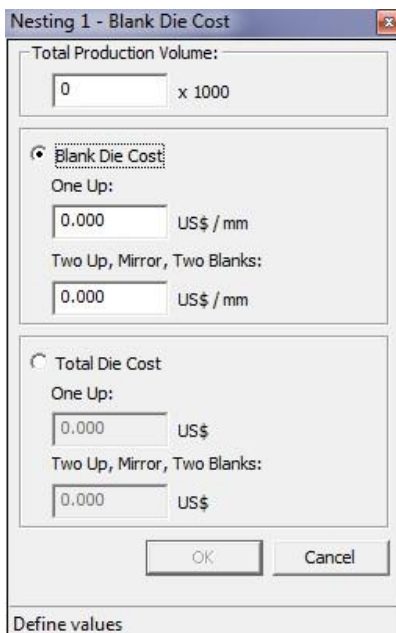 Nesting 1 - Blank Die Cost
Total Production Volume:
0 x 1000
Blank Die Cost
One Up:
0.000 US$ / mm
Two Up, Mirror, Two Blanks:
0.000 US$ / mm
Total Die Cost
One Up:
0.000 US$
Two Up, Mirror, Two Blanks:
0.000 US$
OK Cancel
Define values